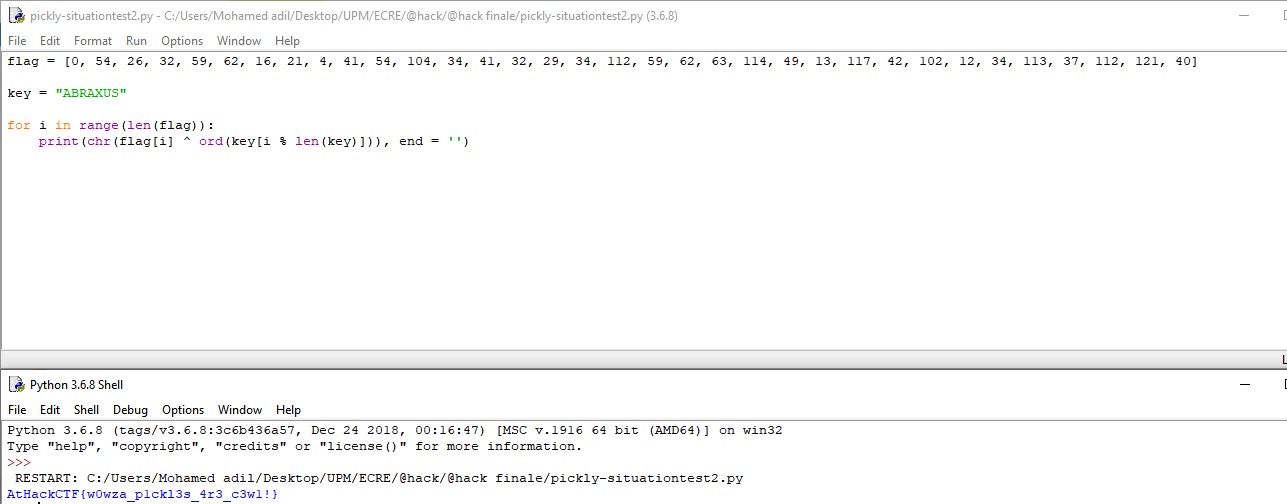 pickly-situationtest2.py - C:/Users/Mohamed adil/Desktop/UPM/ECRE/@hack/@hack finale/pickly-situationtest2.py (3.6.8)
File Edit Format Run Options Window Help
flag = [0, 54, 26, 32, 59, 62, 16, 21, 4, 41, 54, 104, 34, 41, 32, 29, 34, 112, 59, 62, 63, 114, 49, 13, 117, 42, 102, 12, 34, 113, 37, 112, 121, 40]
key = "ABRAXUS"
for i in range(len(flag)):
    print(chr(flag[i] ^ ord(key[i % len(key)])), end = '')
Python 3.6.8 Shell
File Edit Shell Debug Options Window Help
Python 3.6.8 (tags/v3.6.8:3c6b436a57, Dec 24 2018, 00:16:47) [MSC v.1916 64 bit (AMD64)] on win32
Type "help", "copyright", "credits" or "license()" for more information.
>>>
 RESTART: C:/Users/Mohamed adil/Desktop/UPM/ECRE/@hack/@hack finale/pickly-situationtest2.py
AtHackCTF{w0wza_p1ckl3s_4r3_c3w1!}